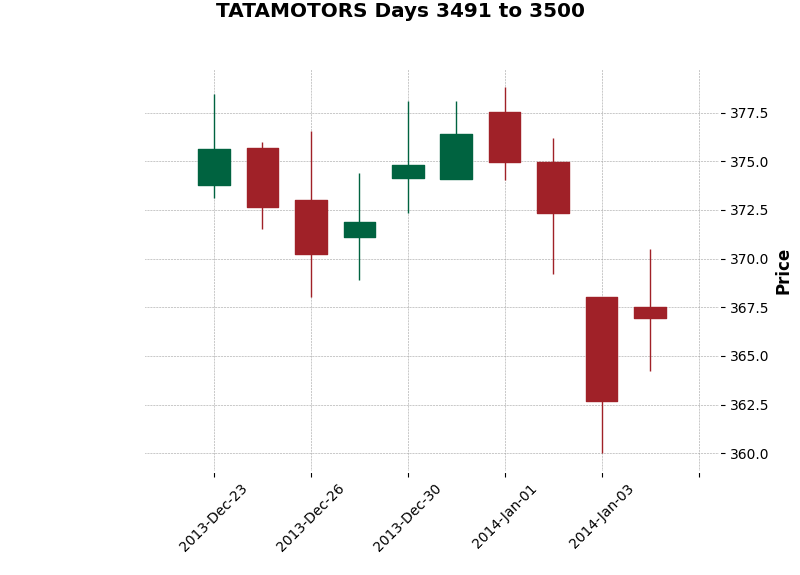 TATAMOTORS Days 3491 to 3500
377.5
375.0
372.5
370.0
367.5
365.0
362.5
360.0
Price
2013-Dec-23
2013-Dec-26
2013-Dec-30
2014-Jan-01
2014-Jan-03